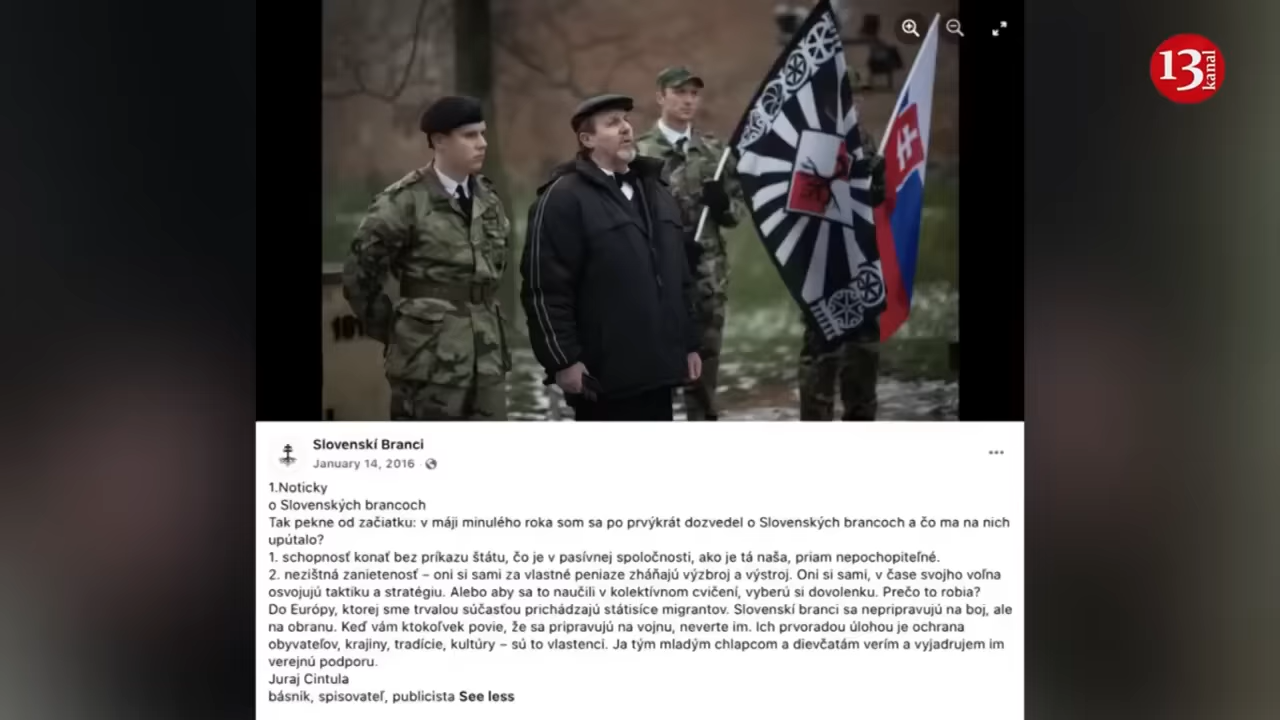 13
kanal
Slovenskí Branci
January 14, 2016
1.Noticky
o Slovenských brancoch
Tak pekne od začiatku: v máji minulého roka som sa po prvýkrát dozvedel o Slovenských brancoch a čo ma na nich
upútalo?
1. schopnosť konať bez príkazu štátu, čo je v pasívnej spoločnosti, ako je tá naša, priam nepochopiteľné.
2. nezištná zanietenosť – oni si sami za vlastné peniaze zháňajú výzbroj a výstroj. Oni si sami, v čase svojho voľna
osvojujú taktiku a stratégiu. Alebo aby sa to naučili v kolektívnom cvičení, vyberú si dovolenku. Prečo to robia?
Do Európy, ktorej sme trvalou súčasťou prichádzajú státisíce migrantov. Slovenskí branci sa nepripravujú na boj, ale
na obranu. Keď vám ktokoľvek povie, že sa pripravujú na vojnu, neverte im. Ich prvoradou úlohou je ochrana
obyvateľov, krajiny, tradície, kultúry – sú to vlastenci. Ja tým mladým chlapcom a dievčatám verím a vyjadrujem im
verejnú podporu.
Juraj Cintula
básnik, spisovateľ, publicista See less